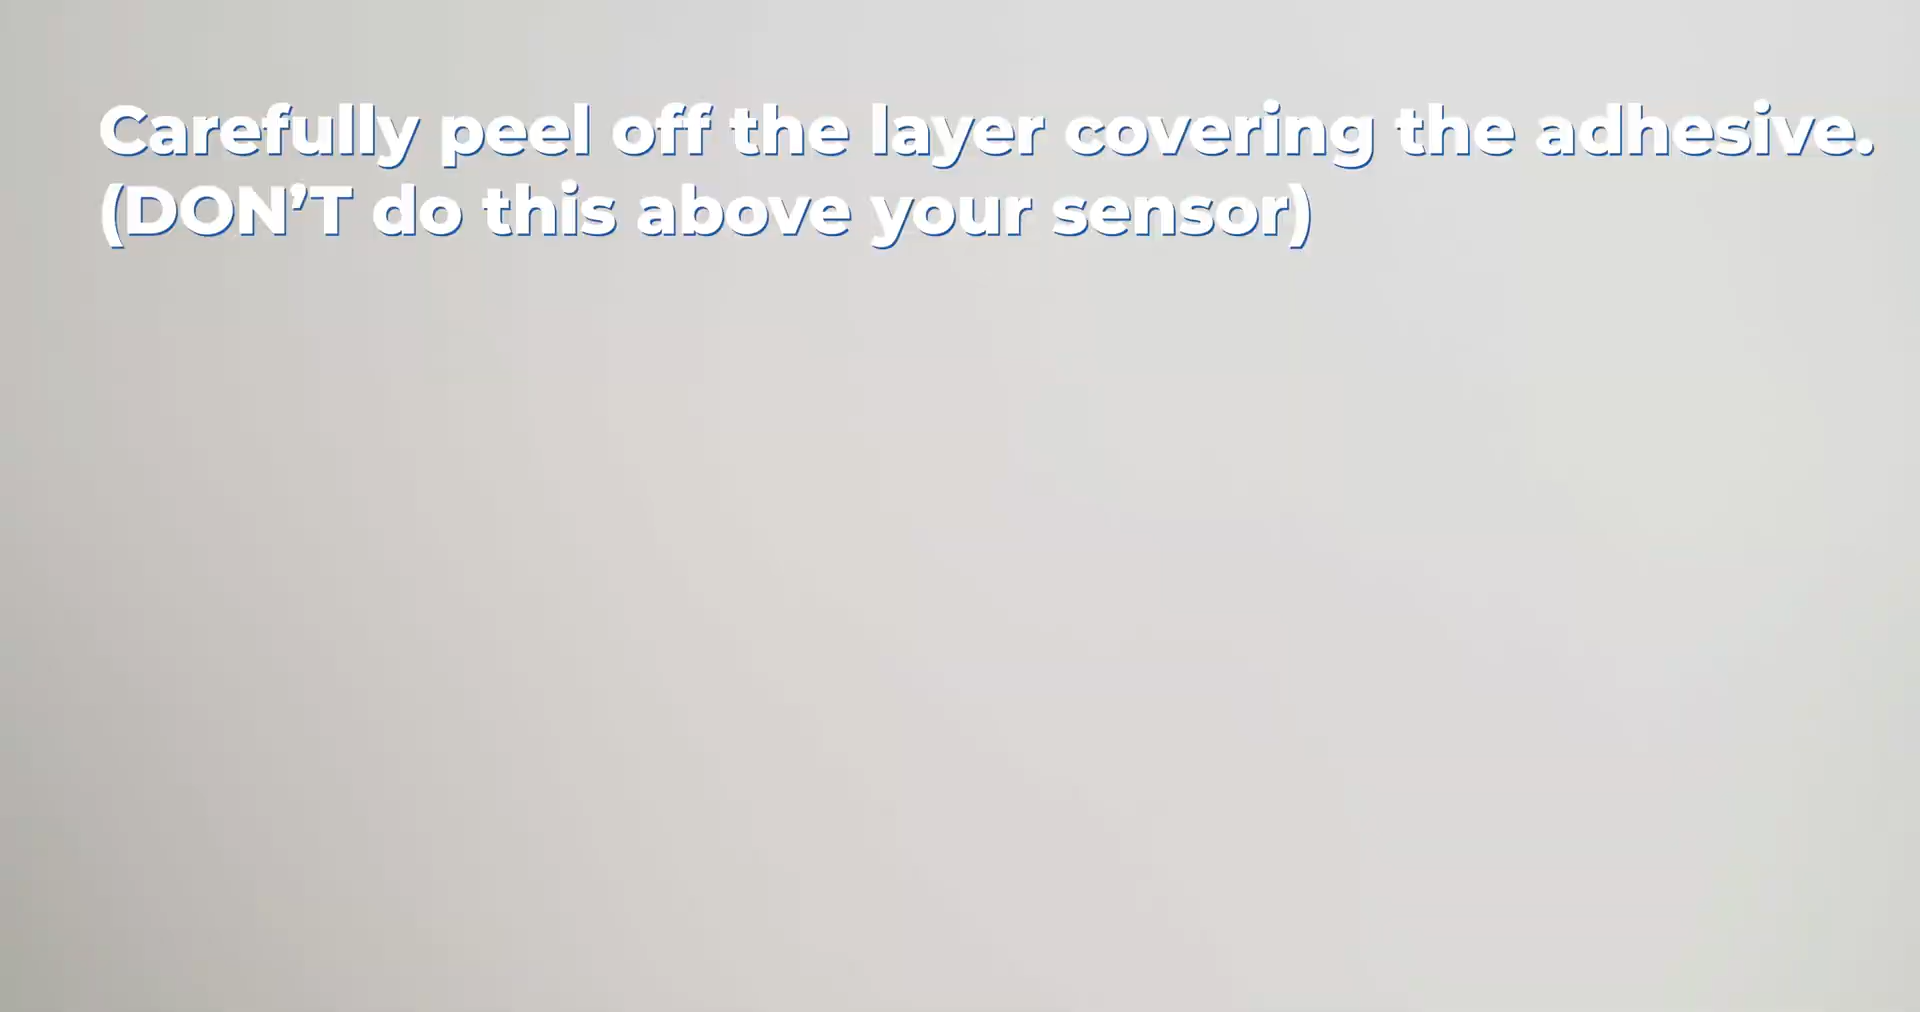 Carefully peel off the layer covering the adhesive.
(DON’T do this above your sensor)